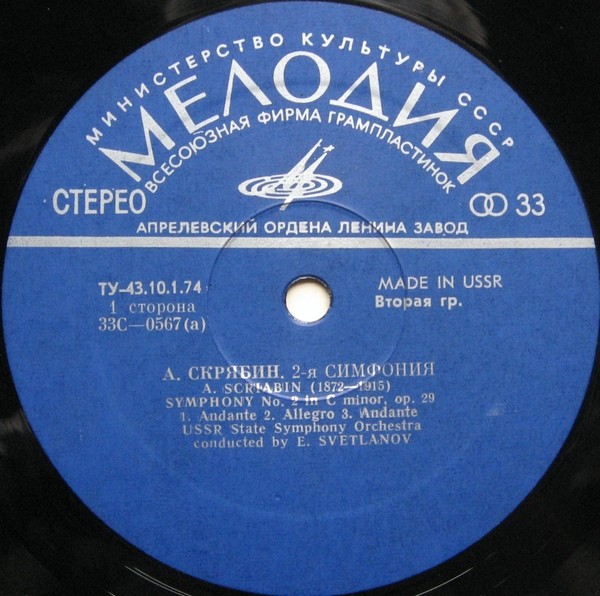 МИНИСТЕРСТВО КУЛЬТУРЫ СССР
МЕЛОДИЯ
ВСЕСОЮЗНАЯ ФИРМА ГРАМПЛАСТИНОК
СТЕРЕО
33
АПРЕЛЕВСКИЙ ОРДЕНА ЛЕНИНА ЗАВОД
ТУ-43.10.1.74
MADE IN USSR
1 сторона
Вторая гр.
33С—0567(а)
А. СКРЯБИН. 2-я СИМФОНИЯ
A. SCRIABIN (1872—1915)
SYMPHONY No. 2 in C minor, op. 29
1. Andante 2. Allegro 3. Andante
USSR State Symphony Orchestra
conducted by E. SVETLANOV